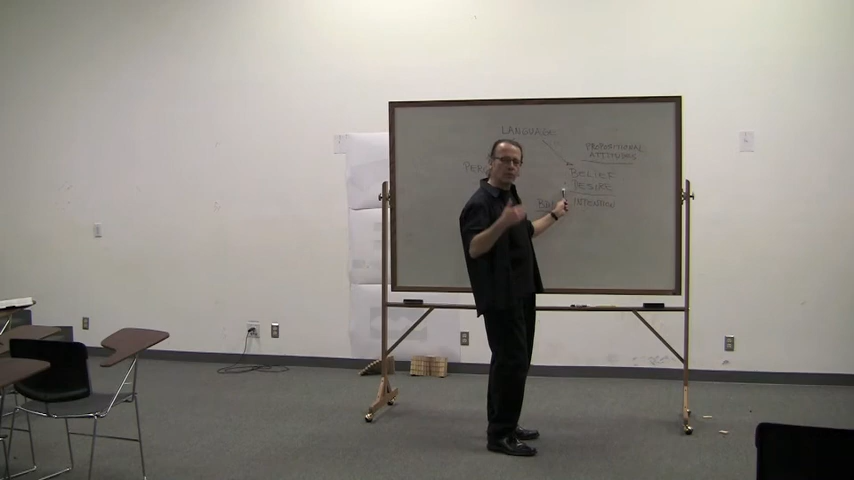 LANGUAGE
PROPOSITIONAL
ATTITUDES
BELIEF
DESIRE
INTENTION